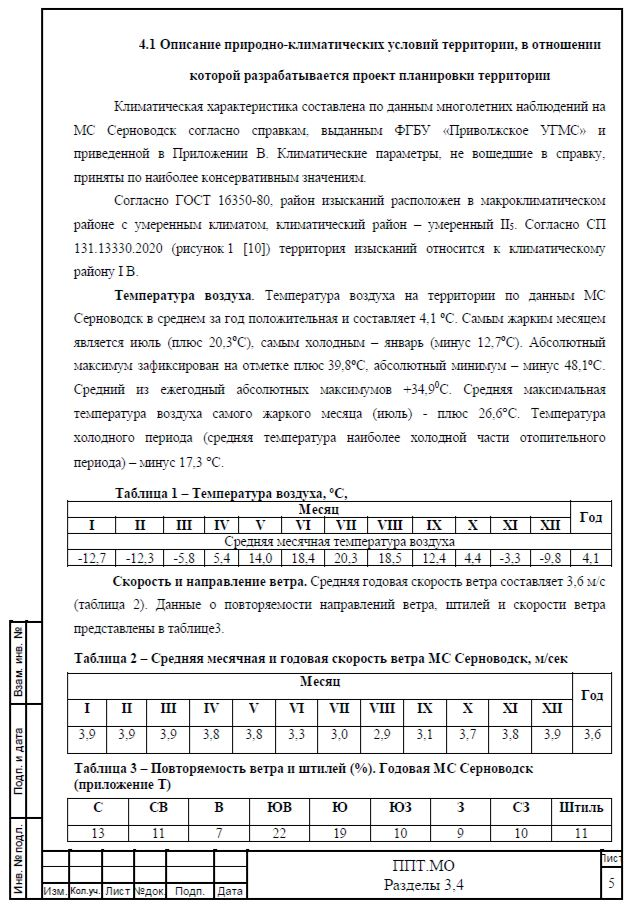 4.1 Описание природно-климатических условий территории, в отношении
которой разрабатывается проект планировки территории
Климатическая характеристика составлена по данным многолетних наблюдений на
МС Серноводск согласно справкам, выданным ФГБУ «Приволжское УГМС» и
приведенной в Приложении В. Климатические параметры, не вошедшие в справку,
приняты по наиболее консервативным значениям.
Согласно ГОСТ 16350-80, район изысканий расположен в макроклиматическом
районе с умеренным климатом, климатический район – умеренный II5. Согласно СП
131.13330.2020 (рисунок 1 [10]) территория изысканий относится к климатическому
району I В.
Температура воздуха. Температура воздуха на территории по данным МС
Серноводск в среднем за год положительная и составляет 4,1 °С. Самым жарким месяцем
является июль (плюс 20,3⁰С), самым холодным – январь (минус 12,7⁰С). Абсолютный
максимум зафиксирован на отметке плюс 39,8⁰С, абсолютный минимум – минус 48,1⁰С.
Средний из ежегодный абсолютных максимумов +34,9⁰С. Средняя максимальная
температура воздуха самого жаркого месяца (июль) - плюс 26,6°С. Температура
холодного периода (средняя температура наиболее холодной части отопительного
периода) – минус 17,3 °С.
Таблица 1 – Температура воздуха, °С,
Месяц Год
I II III IV V VI VII VIII IX X XI XII
Средняя месячная температура воздуха
-12,7 -12,3 -5,8 5,4 14,0 18,4 20,3 18,5 12,4 4,4 -3,3 -9,8 4,1
Скорость и направление ветра. Средняя годовая скорость ветра составляет 3,6 м/с
(таблица 2). Данные о повторяемости направлений ветра, штилей и скорости ветра
представлены в таблице3.
Таблица 2 – Средняя месячная и годовая скорость ветра МС Серноводск, м/сек
Месяц Год
I II III IV V VI VII VIII IX X XI XII
3,9 3,9 3,9 3,8 3,8 3,3 3,0 2,9 3,1 3,7 3,8 3,9 3,6
Таблица 3 – Повторяемость ветра и штилей (%). Годовая МС Серноводск
(приложение Т)
С СВ В ЮВ Ю ЮЗ З СЗ Штиль
13 11 7 22 19 10 9 10 11
Взам. инв. №
Подп. и дата
Инв. № подл.
Изм. Кол.уч. Лист №док. Подп. Дата
ППТ.МО
Разделы 3,4
Лист
5